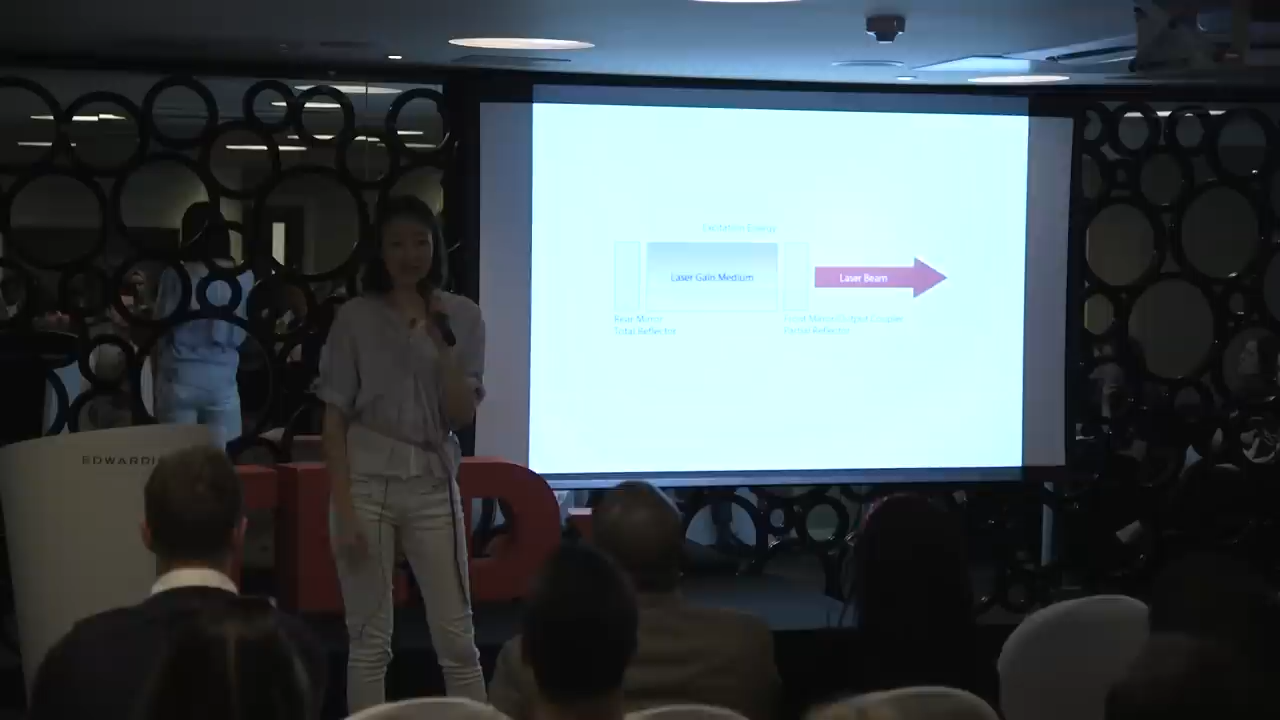 Excitation Energy
Laser Gain Medium
Laser Beam
Rear Mirror
Total Reflector
Front Mirror/Output Coupler
Partial Reflector